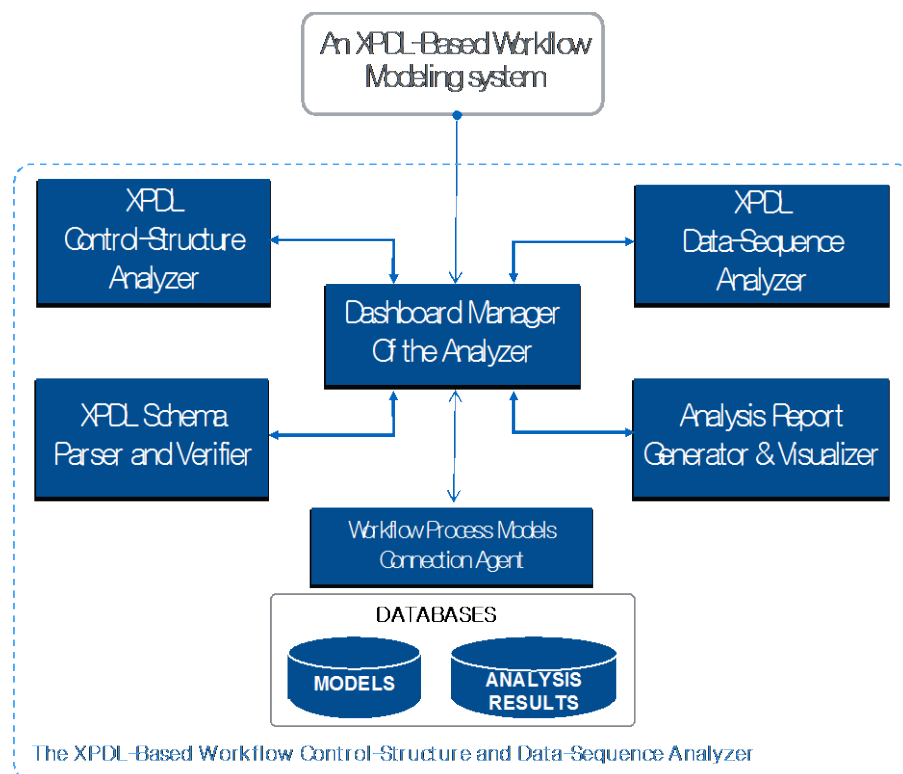 An XPDL-Based Workflow
Modeling system
XPDL
Control-Structure
Analyzer
XPDL
Data-Sequence
Analyzer
Dashboard Manager
Of the Analyzer
XPDL Schema
Parser and Verifier
Analysis Report
Generator & Visualizer
Workflow Process Models
Connection Agent
DATABASES
MODELS
ANALYSIS
RESULTS
The XPDL-Based Workflow Control-Structure and Data-Sequence Analyzer